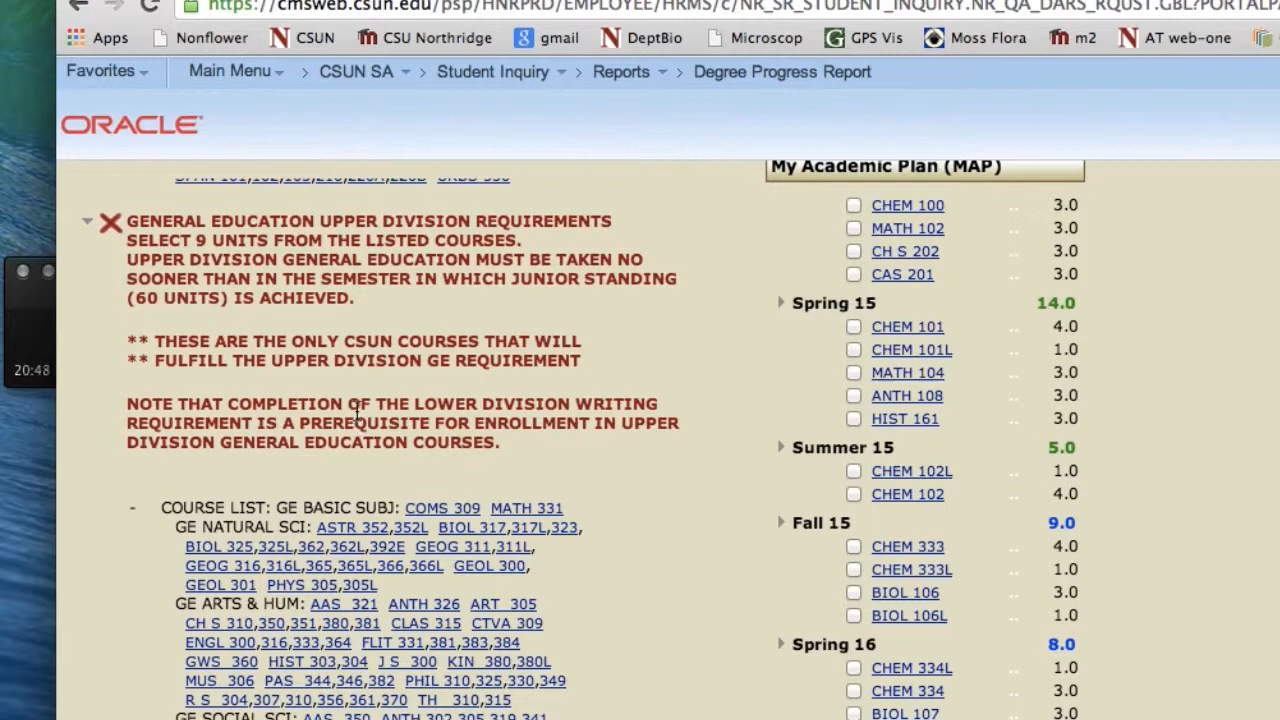 https://cmsweb.csun.edu/psp/HNRPRD/EMPLOYEE/HRMS/c/NR_SR_STUDENT_INQUIRY.NR_QA_DARS_RQUST.GBL?PORTALPA
Apps Nonflower CSUN CSU Northridge gmail DeptBio Microscop GPS Vis Moss Flora m2 AT web-one
Favorites Main Menu > CSUN SA > Student Inquiry > Reports > Degree Progress Report
ORACLE
My Academic Plan (MAP)
GENERAL EDUCATION UPPER DIVISION REQUIREMENTS
SELECT 9 UNITS FROM THE LISTED COURSES.
UPPER DIVISION GENERAL EDUCATION MUST BE TAKEN NO
SOONER THAN IN THE SEMESTER IN WHICH JUNIOR STANDING
(60 UNITS) IS ACHIEVED.
** THESE ARE THE ONLY CSUN COURSES THAT WILL
** FULFILL THE UPPER DIVISION GE REQUIREMENT
NOTE THAT COMPLETION OF THE LOWER DIVISION WRITING
REQUIREMENT IS A PREREQUISITE FOR ENROLLMENT IN UPPER
DIVISION GENERAL EDUCATION COURSES.
- COURSE LIST: GE BASIC SUBJ: COMS 309 MATH 331
GE NATURAL SCI: ASTR 352,352L BIOL 317,317L,323,
BIOL 325,325L,362,362L,392E GEOG 311,311L,
GEOG 316,316L,365,365L,366,366L GEOL 300,
GEOL 301 PHYS 305,305L
GE ARTS & HUM: AAS 321 ANTH 326 ART 305
CH S 310,350,351,380,381 CLAS 315 CTVA 309
ENGL 300,316,333,364 FLIT 331,381,383,384
GWS 360 HIST 303,304 J S 300 KIN 380,380L
MUS 306 PAS 344,346,382 PHIL 310,325,330,349
R S 304,307,310,356,361,370 TH 310,315
GE SOCIAL SCI: AAS 350 ANTH 302,305,319,341
CHEM 100 .. 3.0
MATH 102 .. 3.0
CH S 202 .. 3.0
CAS 201 .. 3.0
Spring 15 14.0
CHEM 101 .. 4.0
CHEM 101L .. 1.0
MATH 104 .. 3.0
ANTH 108 .. 3.0
HIST 161 .. 3.0
Summer 15 5.0
CHEM 102L .. 1.0
CHEM 102 .. 4.0
Fall 15 9.0
CHEM 333 .. 4.0
CHEM 333L .. 1.0
BIOL 106 .. 3.0
BIOL 106L .. 1.0
Spring 16 8.0
CHEM 334L .. 1.0
CHEM 334 .. 3.0
BIOL 107 .. 3.0
20:48